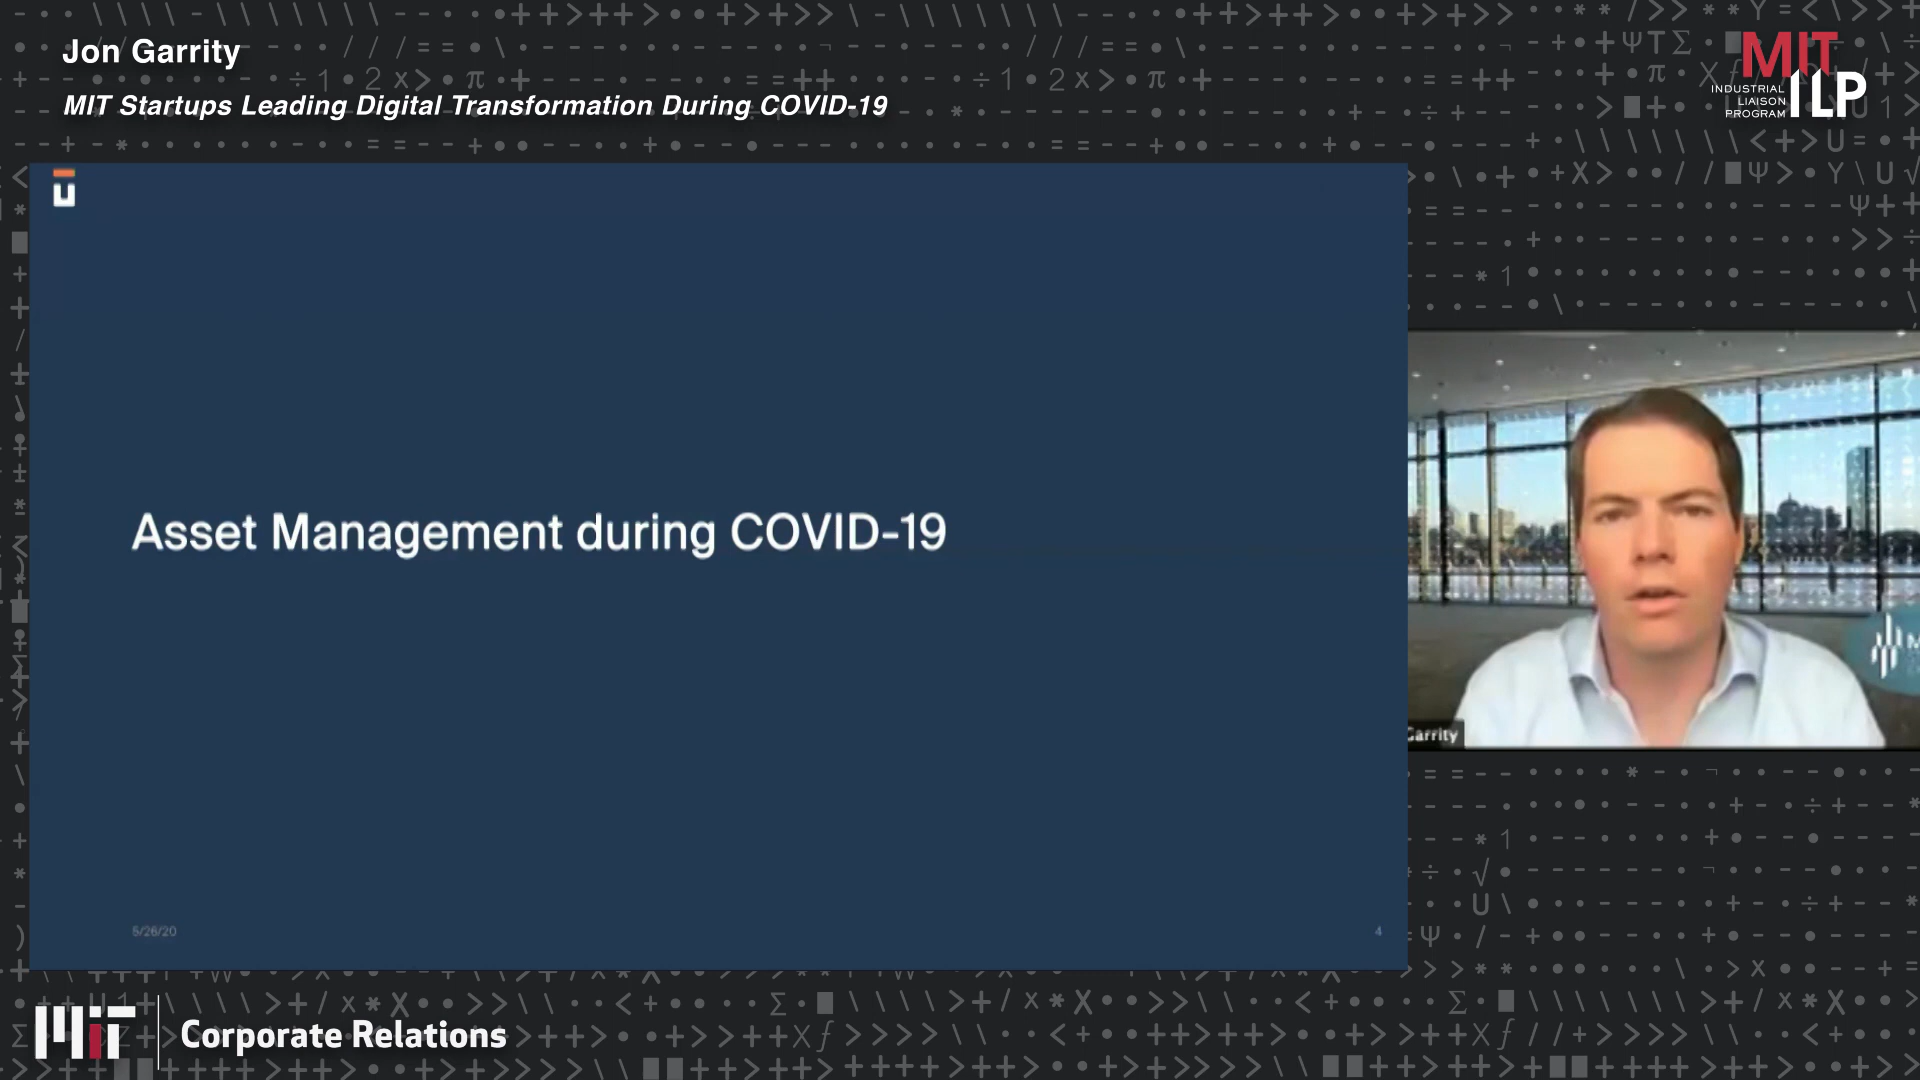 Jon Garrity
MIT Startups Leading Digital Transformation During COVID-19
MIT
INDUSTRIAL
LIAISON
PROGRAM
ILP
Asset Management during COVID-19
Garrity
5/26/20
4
MIT
Corporate Relations